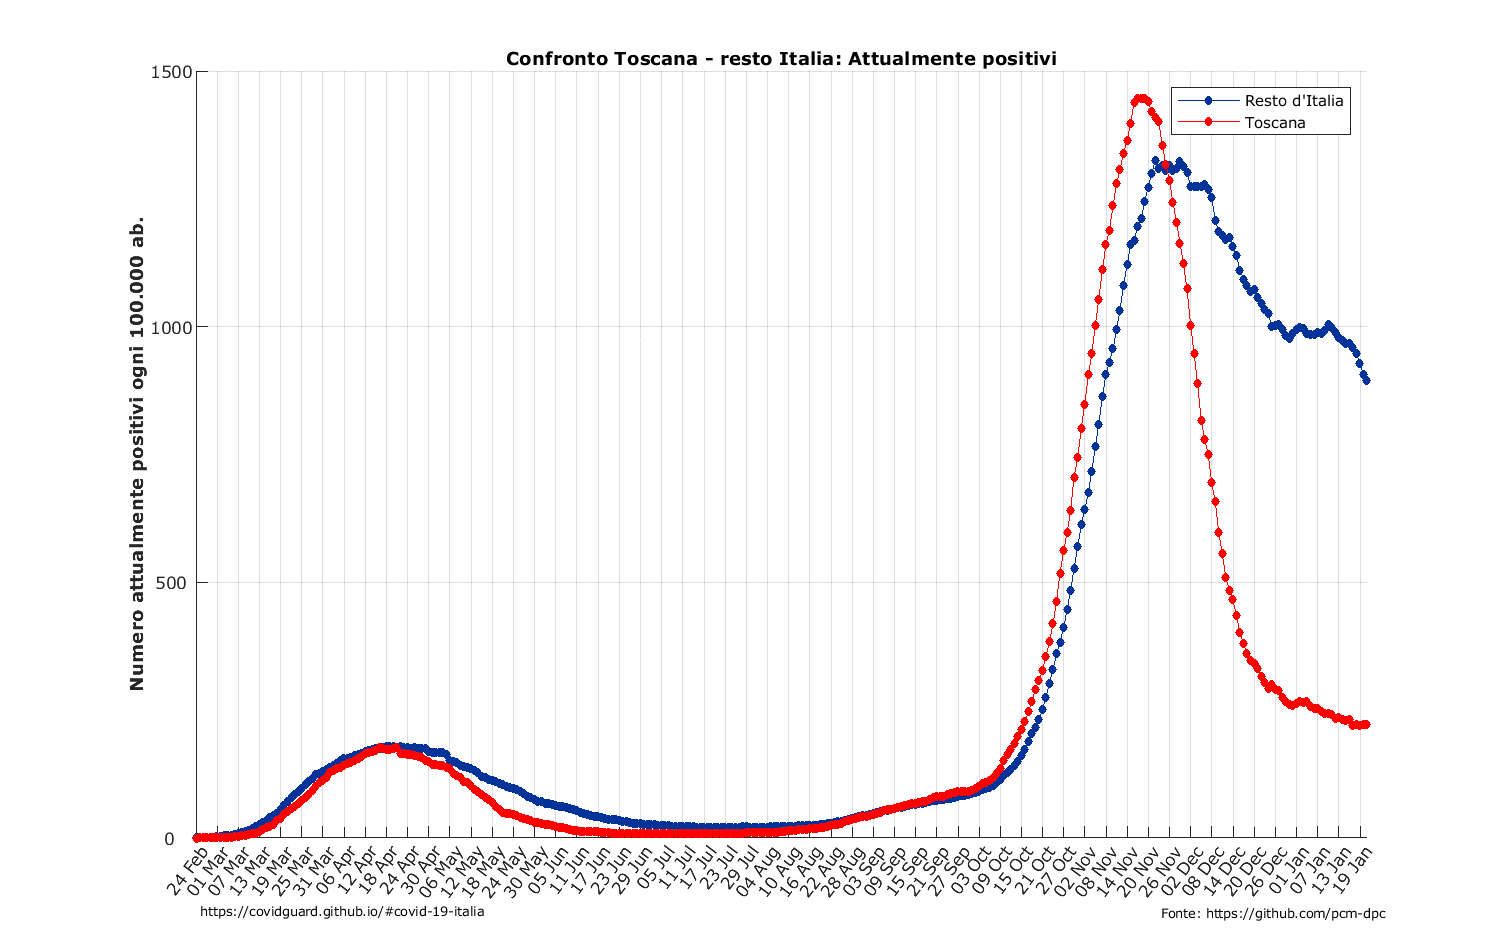 Confronto Toscana - resto Italia: Attualmente positivi
1500
1000
500
0
Numero attualmente positivi ogni 100.000 ab.
Resto d'Italia
Toscana
24 Feb
01 Mar
07 Mar
13 Mar
19 Mar
25 Mar
31 Mar
06 Apr
12 Apr
18 Apr
24 Apr
30 Apr
06 May
12 May
18 May
24 May
30 May
05 Jun
11 Jun
17 Jun
23 Jun
29 Jun
05 Jul
11 Jul
17 Jul
23 Jul
29 Jul
04 Aug
10 Aug
16 Aug
22 Aug
28 Aug
03 Sep
09 Sep
15 Sep
21 Sep
27 Sep
03 Oct
09 Oct
15 Oct
21 Oct
27 Oct
02 Nov
08 Nov
14 Nov
20 Nov
26 Nov
02 Dec
08 Dec
14 Dec
20 Dec
26 Dec
01 Jan
07 Jan
13 Jan
19 Jan
https://covidguard.github.io/#covid-19-italia
Fonte: https://github.com/pcm-dpc